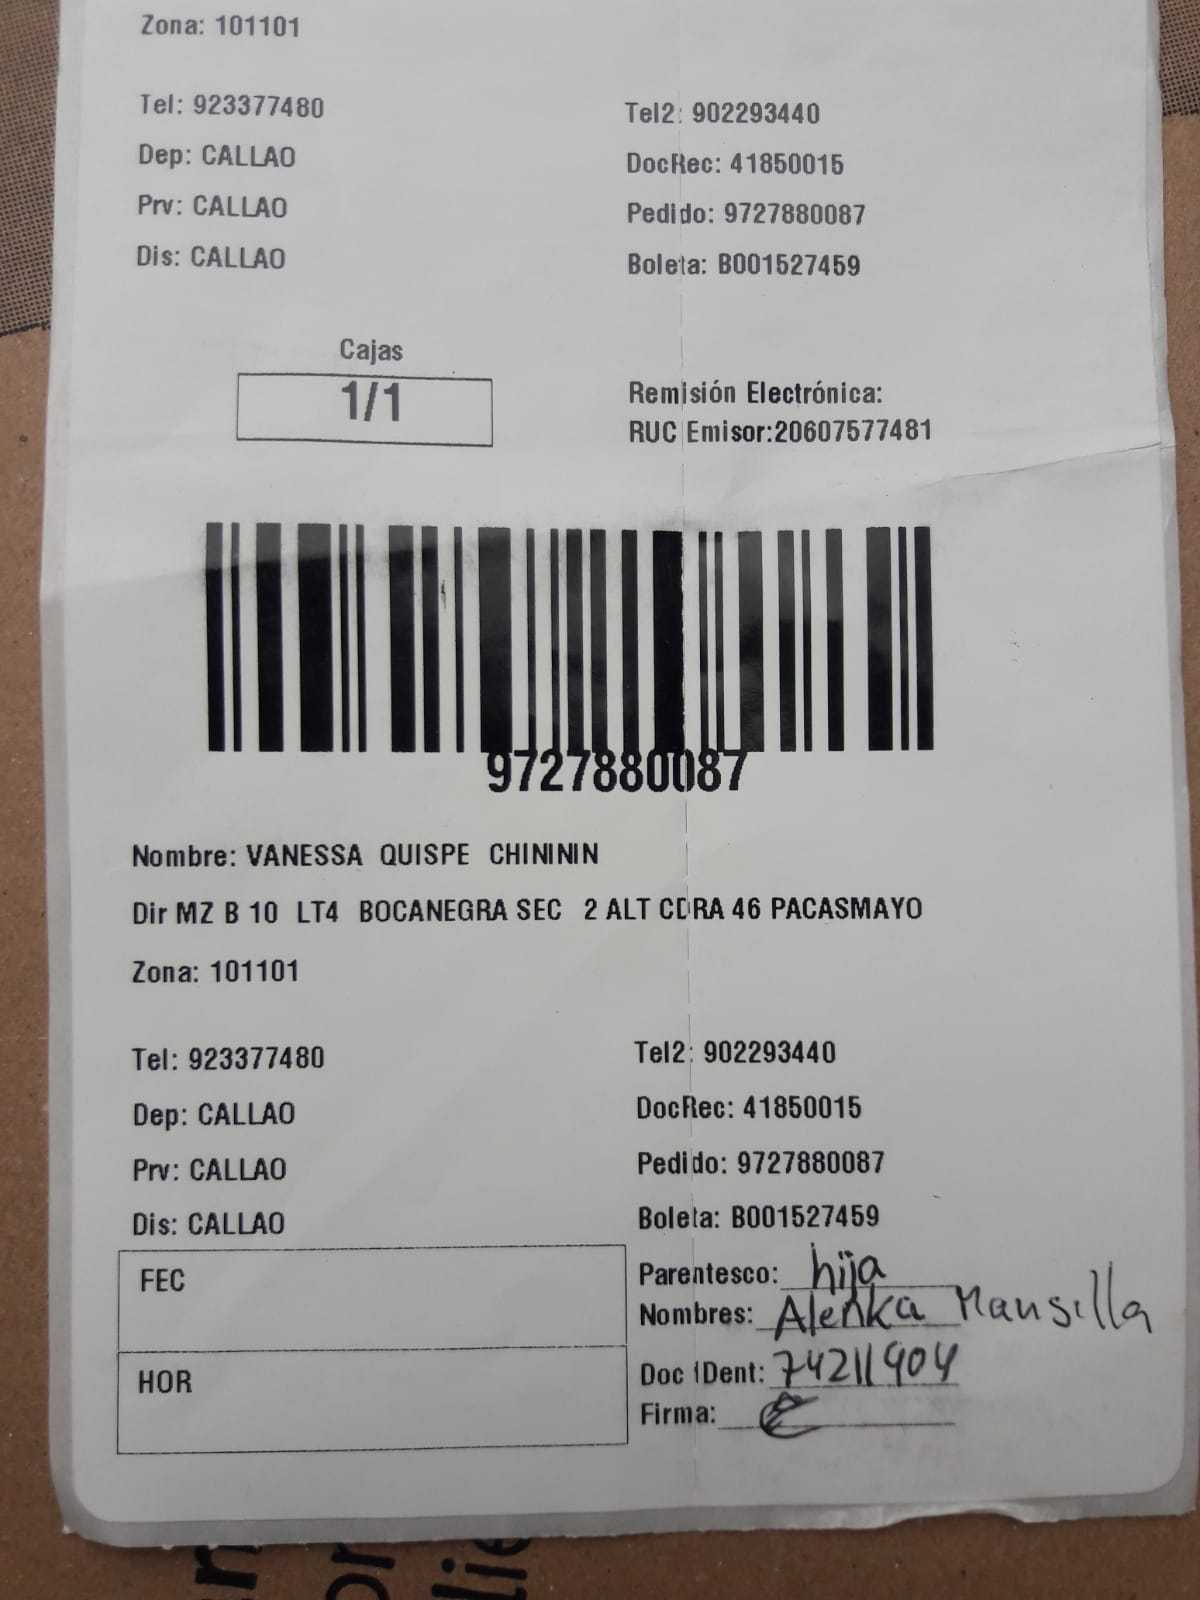 Zona: 101101
Tel: 923377480 Tel2: 902293440
Dep: CALLAO DocRec: 41850015
Prv: CALLAO Pedido: 9727880087
Dis: CALLAO Boleta: B001527459
Cajas
1/1
Remisión Electrónica:
RUC Emisor:20607577481
9727880087
Nombre: VANESSA QUISPE CHINININ
Dir MZ B 10 LT4 BOCANEGRA SEC 2 ALT CDRA 46 PACASMAYO
Zona: 101101
Tel: 923377480 Tel2: 902293440
Dep: CALLAO DocRec: 41850015
Prv: CALLAO Pedido: 9727880087
Dis: CALLAO Boleta: B001527459
FEC
HOR
Parentesco: hija
Nombres: Alenka Mansilla
Doc IDent: 74211904
Firma: